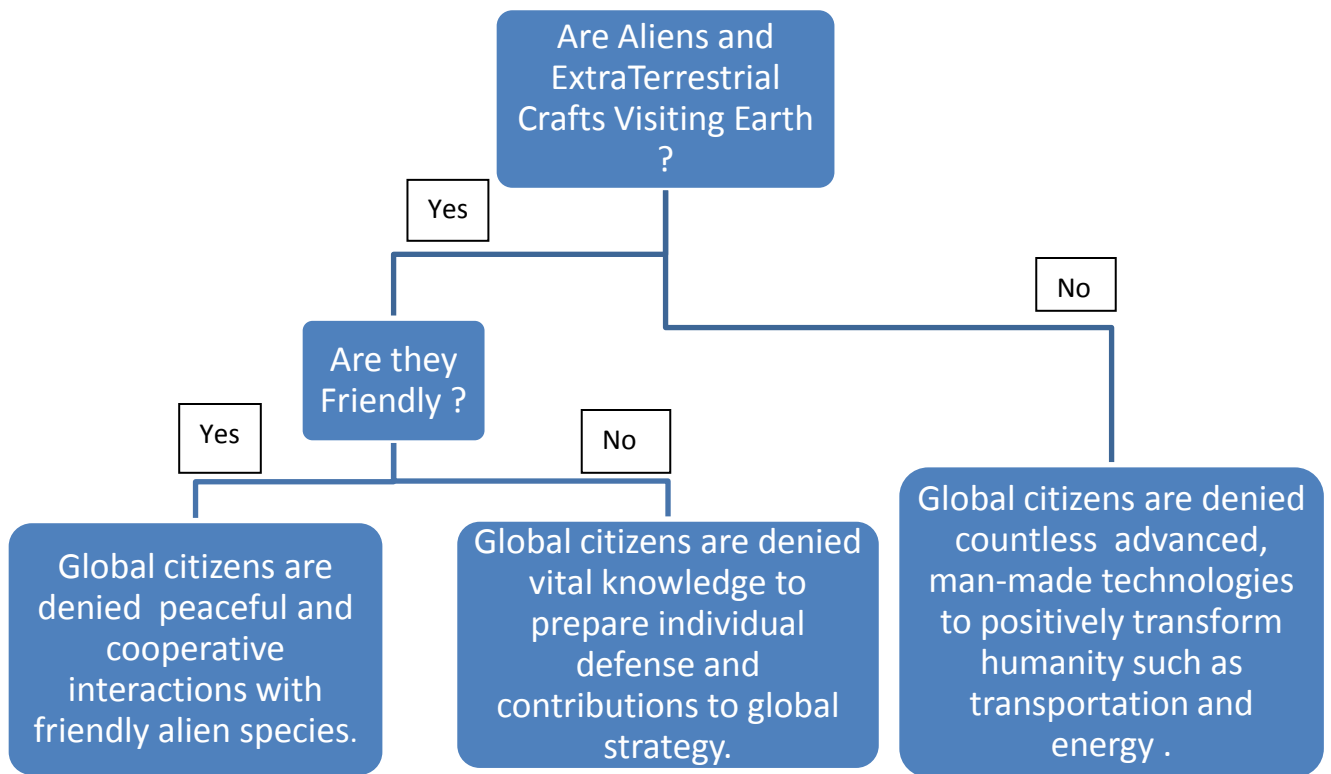 Are Aliens and
ExtraTerrestrial
Crafts Visiting Earth
?
Yes
No
Are they
Friendly ?
Yes
No
Global citizens are
denied peaceful and
cooperative
interactions with
friendly alien species.
Global citizens are denied
vital knowledge to
prepare individual
defense and
contributions to global
strategy.
Global citizens are denied
countless advanced,
man-made technologies
to positively transform
humanity such as
transportation and
energy .